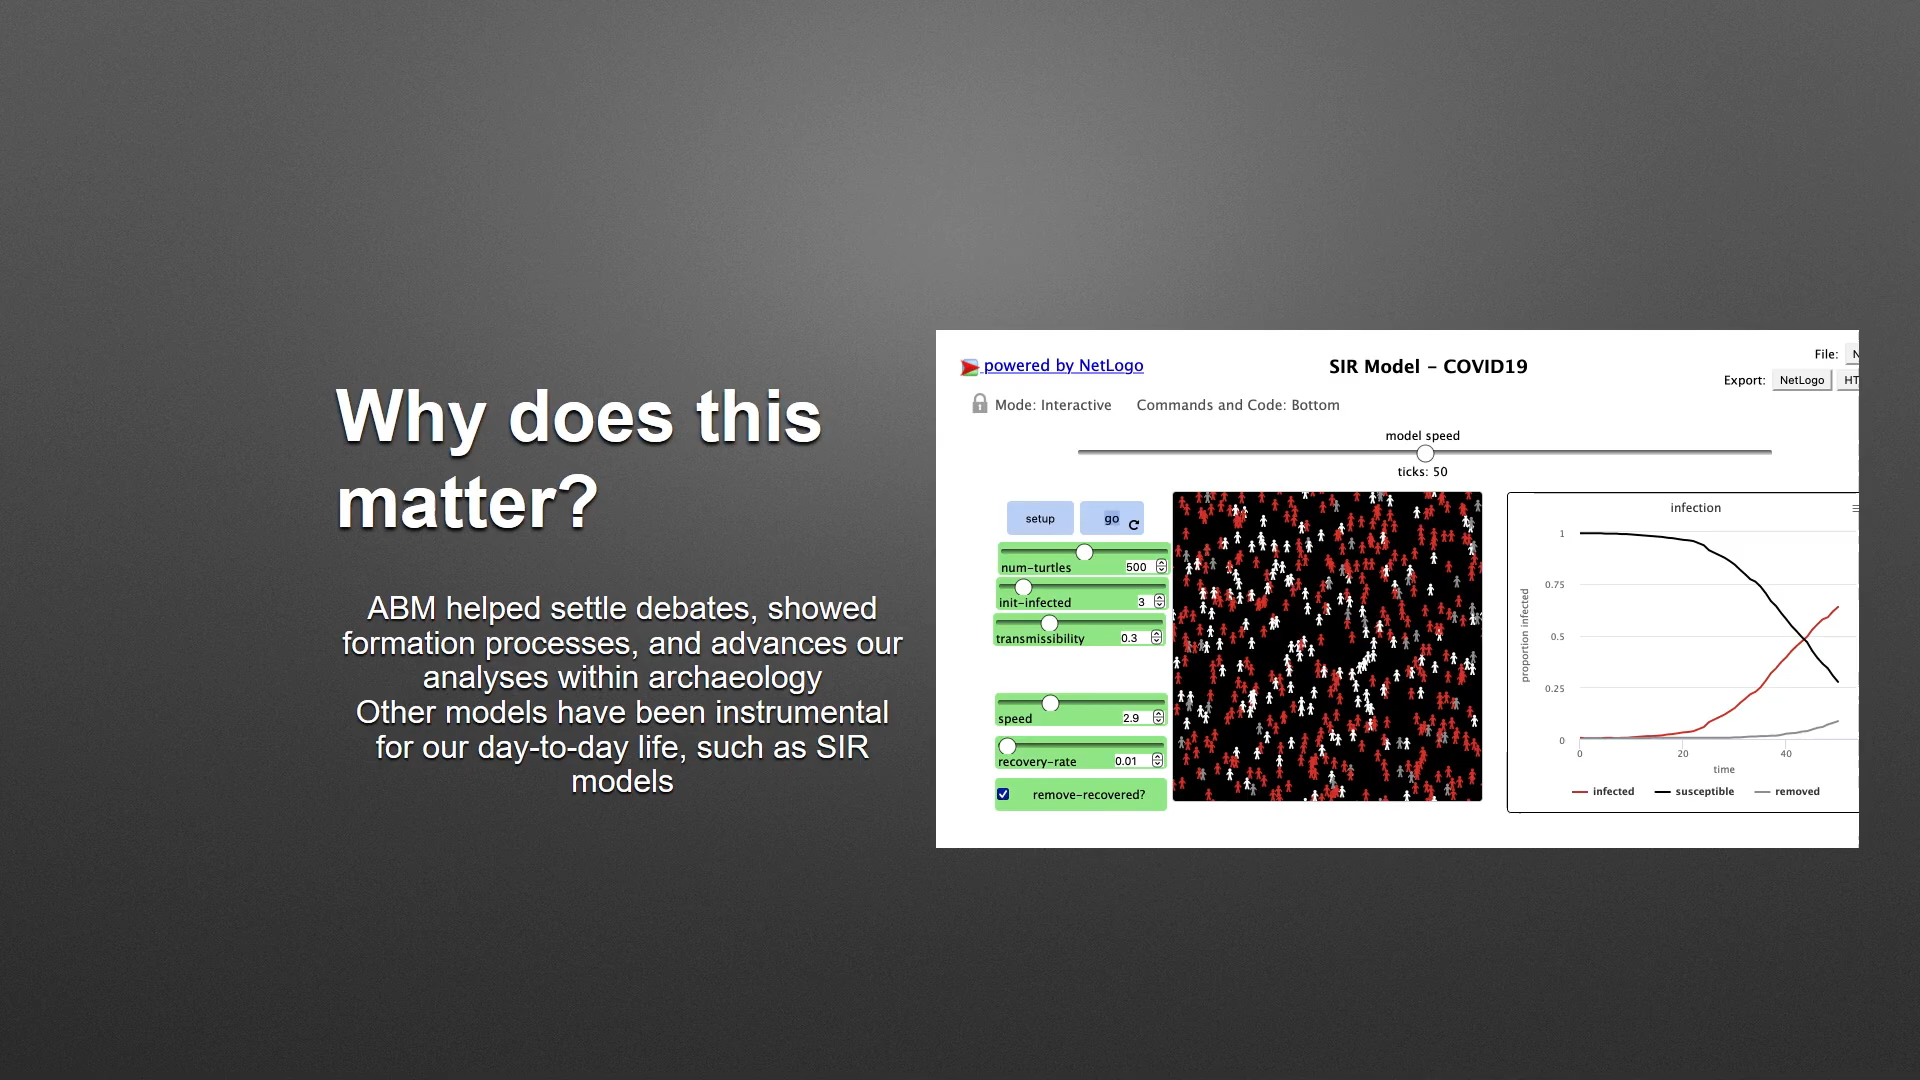 Why does this
matter?
ABM helped settle debates, showed
formation processes, and advances our
analyses within archaeology
Other models have been instrumental
for our day-to-day life, such as SIR
models
powered by NetLogo
SIR Model – COVID19
File: N
Export: NetLogo HT
Mode: Interactive Commands and Code: Bottom
model speed
ticks: 50
setup go
num-turtles 500
init-infected 3
transmissibility 0.3
speed 2.9
recovery-rate 0.01
remove-recovered?
infection
proportion infected
1
0.75
0.5
0.25
0
0 20 40
time
infected susceptible removed